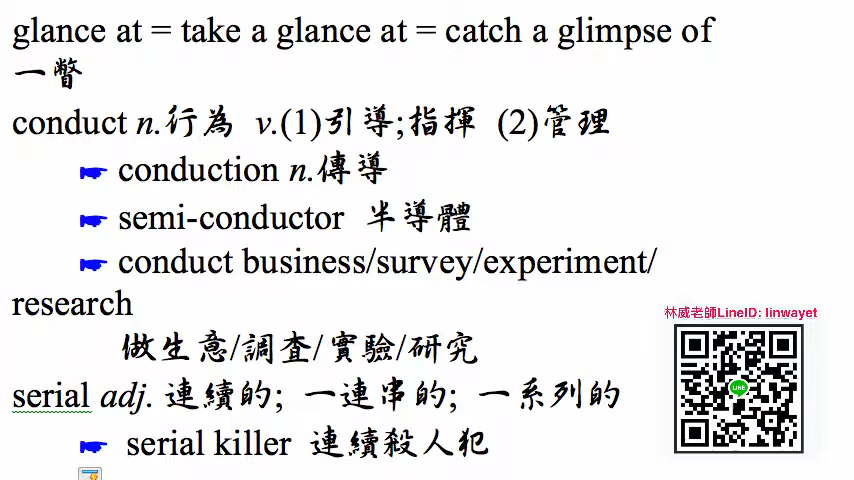 glance at = take a glance at = catch a glimpse of
一瞥
conduct n.行為 v.(1)引導;指揮 (2)管理
conduction n.傳導
semi-conductor 半導體
conduct business/survey/experiment/
research
做生意/調查/實驗/研究
serial adj. 連續的; 一連串的; 一系列的
serial killer 連續殺人犯
林威老師LineID: linwayet
LINE